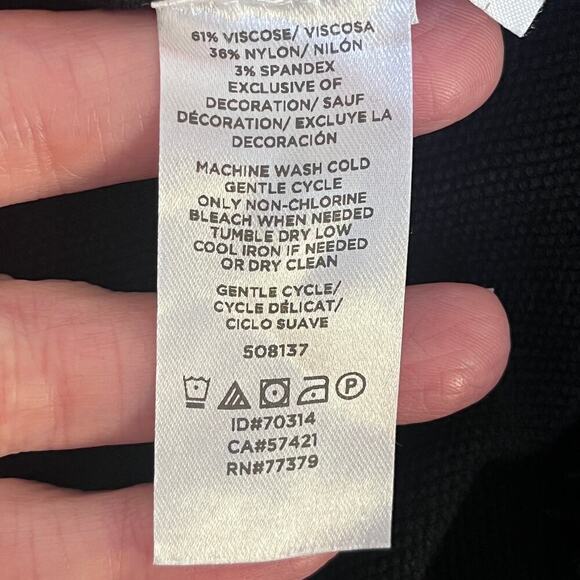 61% VISCOSE/ VISCOSA
36% NYLON/ NILÓN
3% SPANDEX
EXCLUSIVE OF
DECORATION/ SAUF
DÉCORATION/ EXCLUYE LA
DECORACIÓN
MACHINE WASH COLD
GENTLE CYCLE
ONLY NON-CHLORINE
BLEACH WHEN NEEDED
TUMBLE DRY LOW
COOL IRON IF NEEDED
OR DRY CLEAN
GENTLE CYCLE/
CYCLE DÉLICAT/
CICLO SUAVE
508137
P
ID#70314
CA#57421
RN#77379